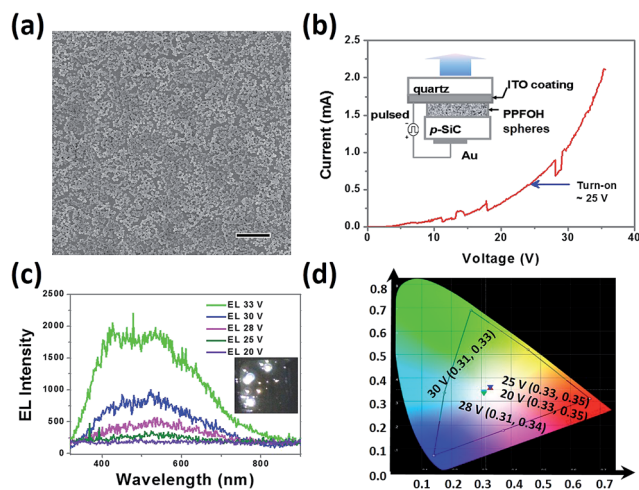 (a)
(b)
2.5
2.0
1.5
1.0
0.5
0.0
Current (mA)
quartz
ITO coating
pulsed
PPFOH
spheres
p-SiC
Au
Turn-on
~ 25 V
0
10
20
30
40
Voltage (V)
(c)
2500
2000
1500
1000
500
0
EL Intensity
EL 33 V
EL 30 V
EL 28 V
EL 25 V
EL 20 V
400
600
800
Wavelength (nm)
(d)
0.8
0.7
0.6
0.5
0.4
0.3
0.2
0.1
0.0
30 V (0.31, 0.33)
25 V (0.33, 0.35)
20 V (0.33, 0.35)
28 V (0.31, 0.34)
0.1
0.2
0.3
0.4
0.5
0.6
0.7